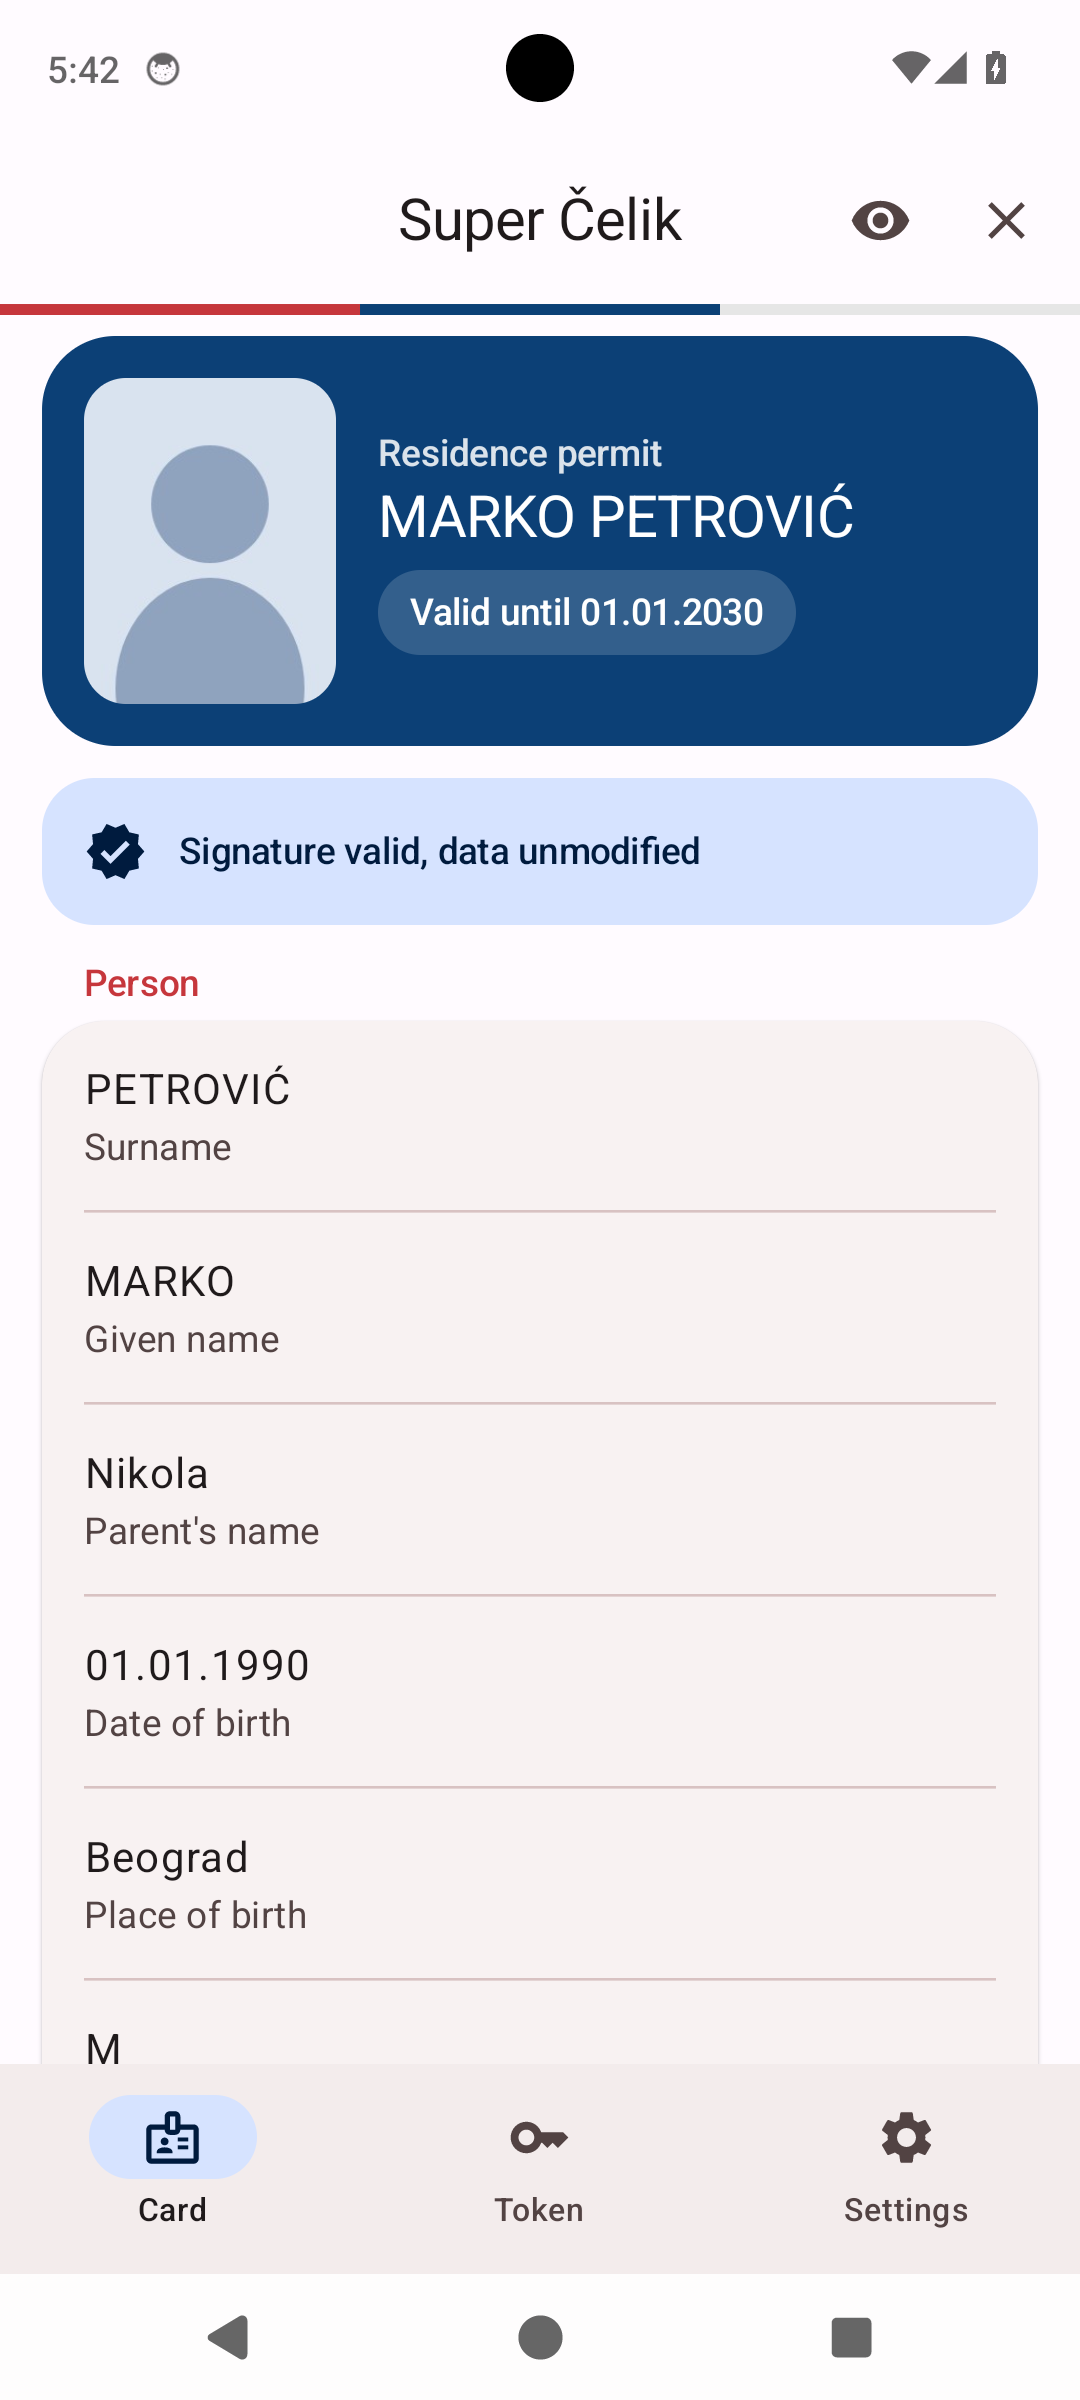 5:42
Super Čelik
Residence permit
MARKO PETROVIĆ
Valid until 01.01.2030
Signature valid, data unmodified
Person
PETROVIĆ
Surname
MARKO
Given name
Nikola
Parent's name
01.01.1990
Date of birth
Beograd
Place of birth
M
Card
Token
Settings